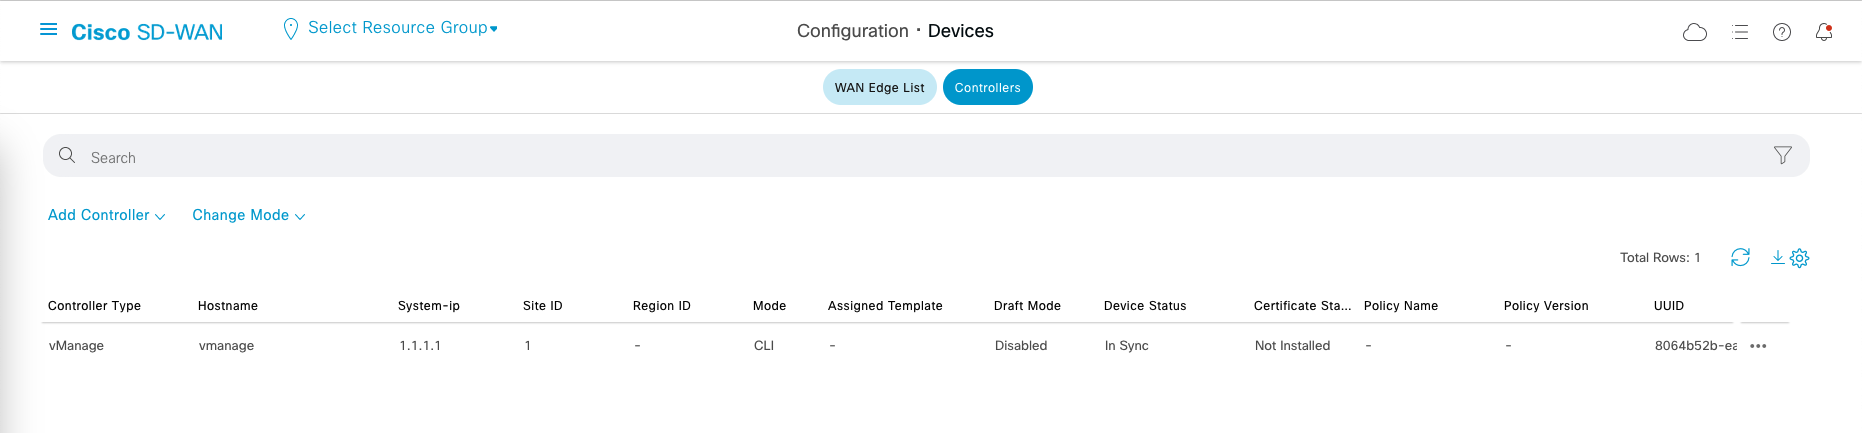 Cisco SD-WAN Select Resource Group Configuration · Devices
WAN Edge List Controllers
Search
Add Controller Change Mode
Total Rows: 1
Controller Type Hostname System-ip Site ID Region ID Mode Assigned Template Draft Mode Device Status Certificate Sta... Policy Name Policy Version UUID
vManage vmanage 1.1.1.1 1 - CLI - Disabled In Sync Not Installed - - 8064b52b-ea